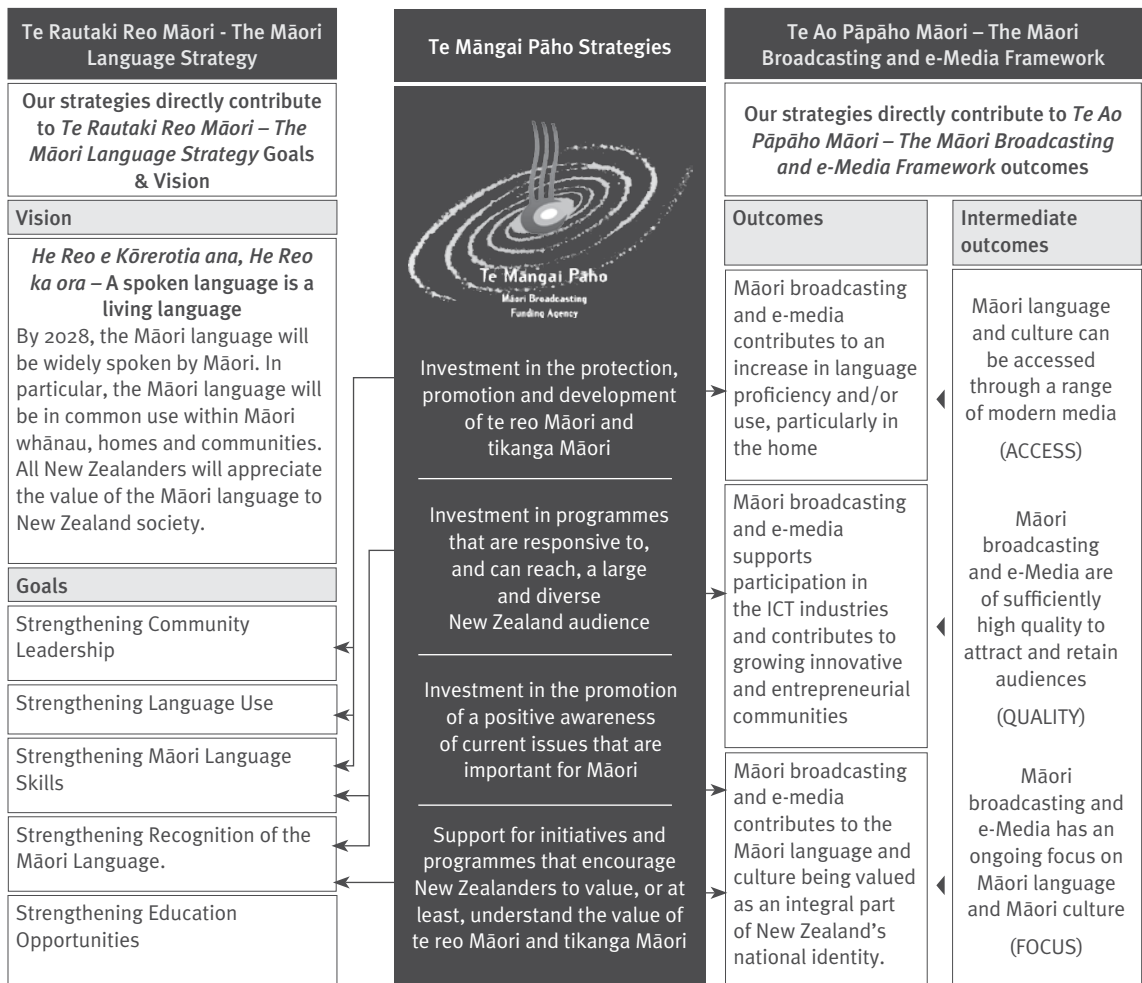 Te Rautaki Reo Māori - The Māori
Language Strategy
Our strategies directly contribute
to Te Rautaki Reo Māori – The
Māori Language Strategy Goals
& Vision
Vision
He Reo e Kōrerotia ana, He Reo
ka ora – A spoken language is a
living language
By 2028, the Māori language will
be widely spoken by Māori. In
particular, the Māori language will
be in common use within Māori
whānau, homes and communities.
All New Zealanders will appreciate
the value of the Māori language to
New Zealand society.
Goals
Strengthening Community
Leadership
Strengthening Language Use
Strengthening Māori Language
Skills
Strengthening Recognition of the
Māori Language.
Strengthening Education
Opportunities
Te Māngai Pāho Strategies
Te Māngai Pāho
Māori Broadcasting
Funding Agency
Investment in the protection,
promotion and development
of te reo Māori and
tikanga Māori
Investment in programmes
that are responsive to,
and can reach, a large
and diverse
New Zealand audience
Investment in the promotion
of a positive awareness
of current issues that are
important for Māori
Support for initiatives and
programmes that encourage
New Zealanders to value, or at
least, understand the value of
te reo Māori and tikanga Māori
Te Ao Pāpāho Māori – The Māori
Broadcasting and e-Media Framework
Our strategies directly contribute to Te Ao
Pāpāho Māori – The Māori Broadcasting
and e-Media Framework outcomes
Outcomes
Māori broadcasting
and e-media
contributes to an
increase in language
proficiency and/or
use, particularly in
the home
Māori broadcasting
and e-media
supports
participation in
the ICT industries
and contributes to
growing innovative
and entrepreneurial
communities
Māori broadcasting
and e-media
contributes to the
Māori language and
culture being valued
as an integral part
of New Zealand's
national identity.
Intermediate
outcomes
Māori language
and culture can
be accessed
through a range
of modern media
(ACCESS)
Māori
broadcasting
and e-Media are
of sufficiently
high quality to
attract and retain
audiences
(QUALITY)
Māori
broadcasting and
e-Media has an
ongoing focus on
Māori language
and Māori culture
(FOCUS)